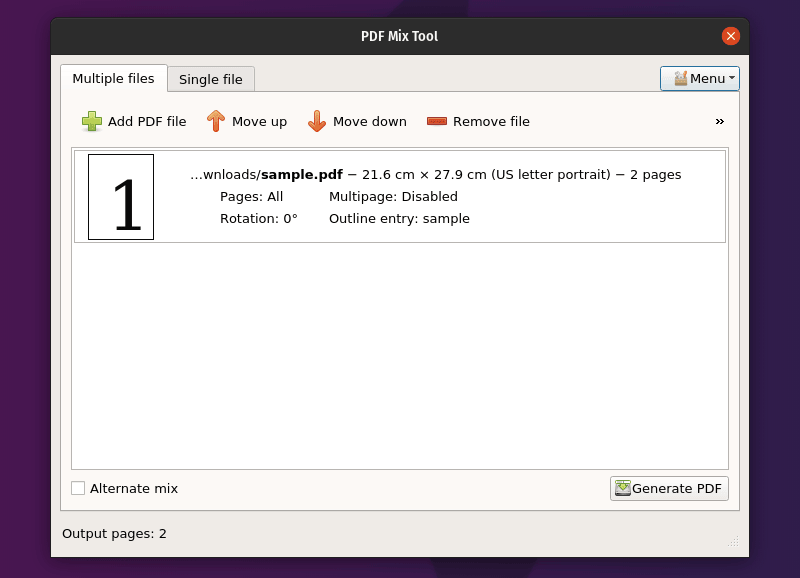 PDF Mix Tool
Multiple files Single file Menu
Add PDF file Move up Move down Remove file »
1
...wnloads/sample.pdf − 21.6 cm × 27.9 cm (US letter portrait) − 2 pages
Pages: All Multipage: Disabled
Rotation: 0° Outline entry: sample
Alternate mix Generate PDF
Output pages: 2